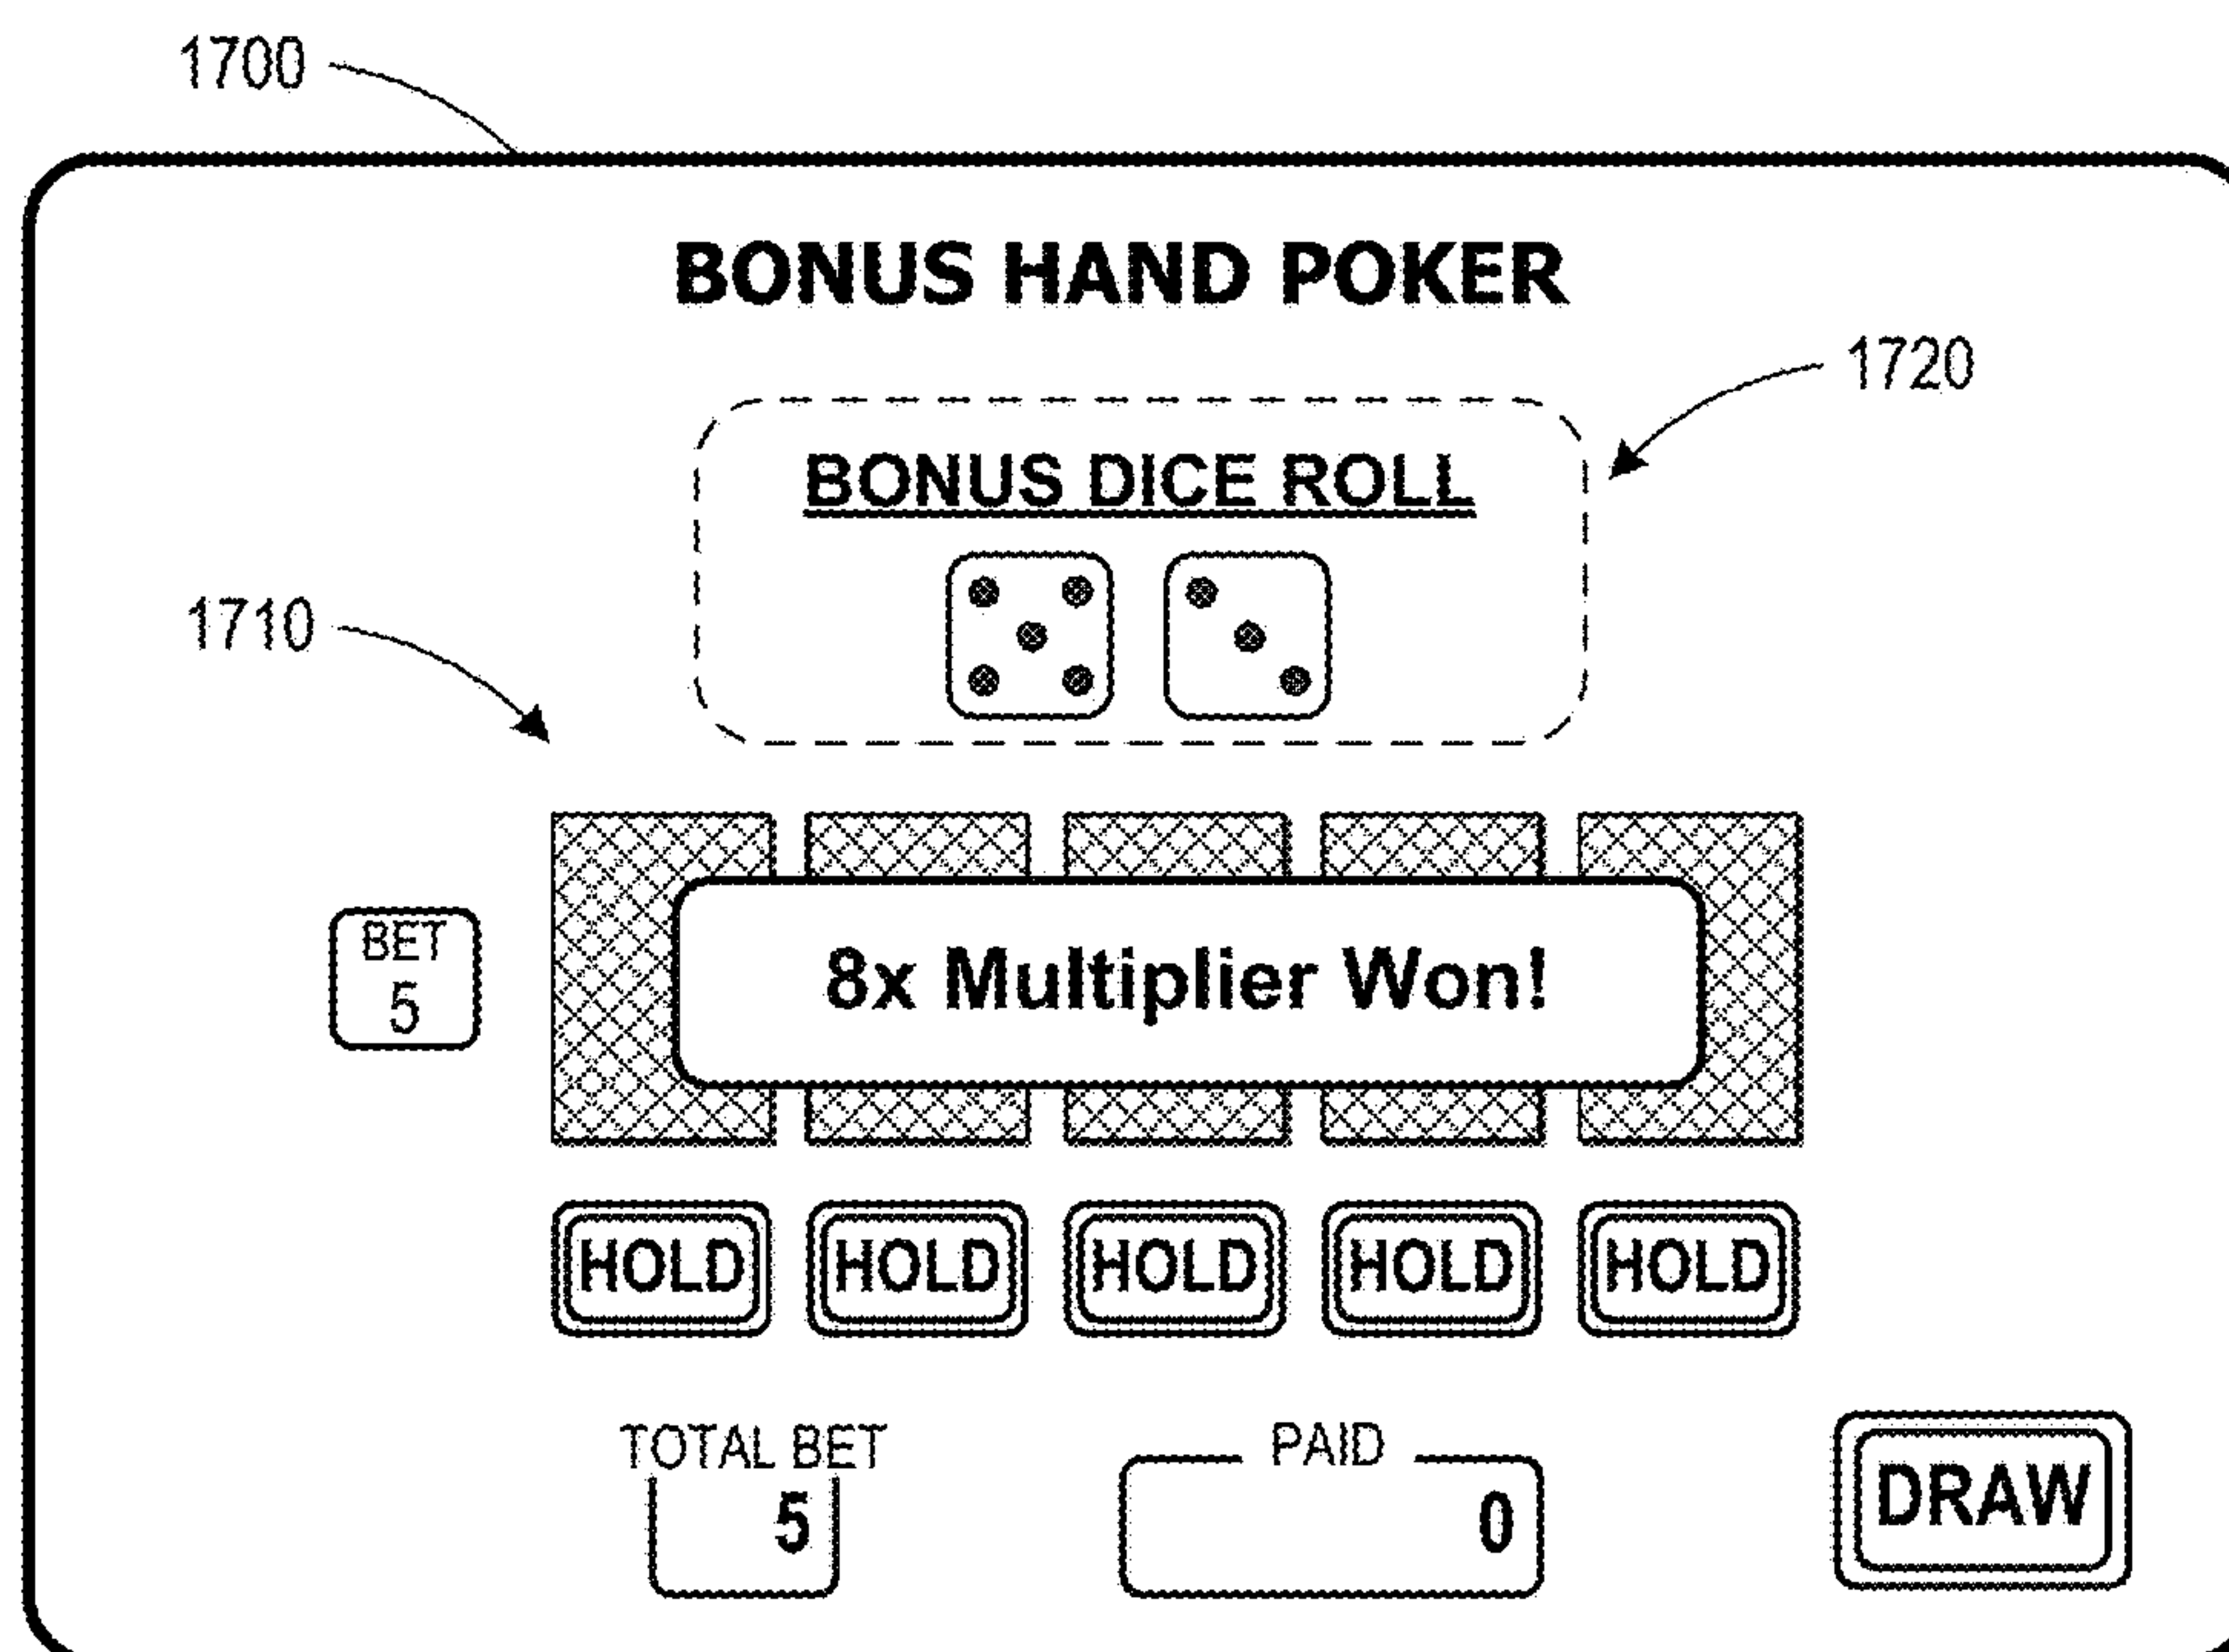 1700
BONUS HAND POKER
1720
BONUS DICE ROLL
1710
BET
5
8x Multiplier Won!
HOLD HOLD HOLD HOLD HOLD
TOTAL BET PAID
5 0
DRAW